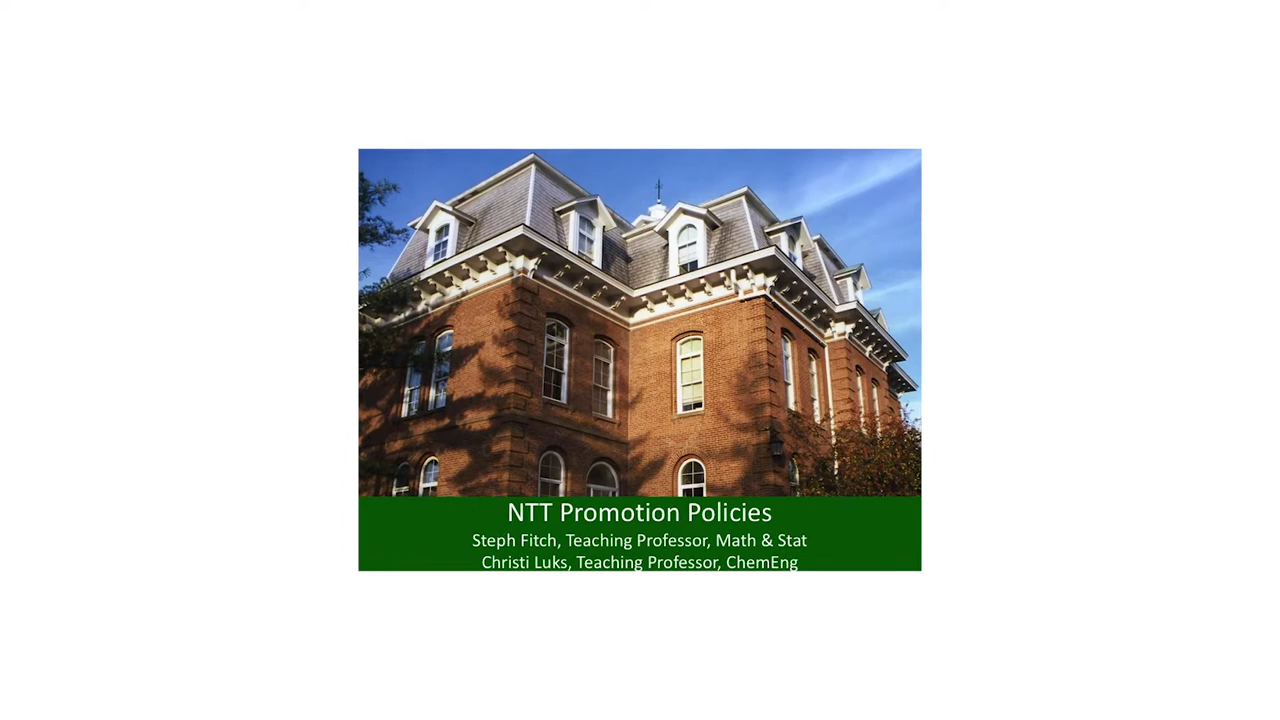 NTT Promotion Policies
Steph Fitch, Teaching Professor, Math & Stat
Christi Luks, Teaching Professor, ChemEng